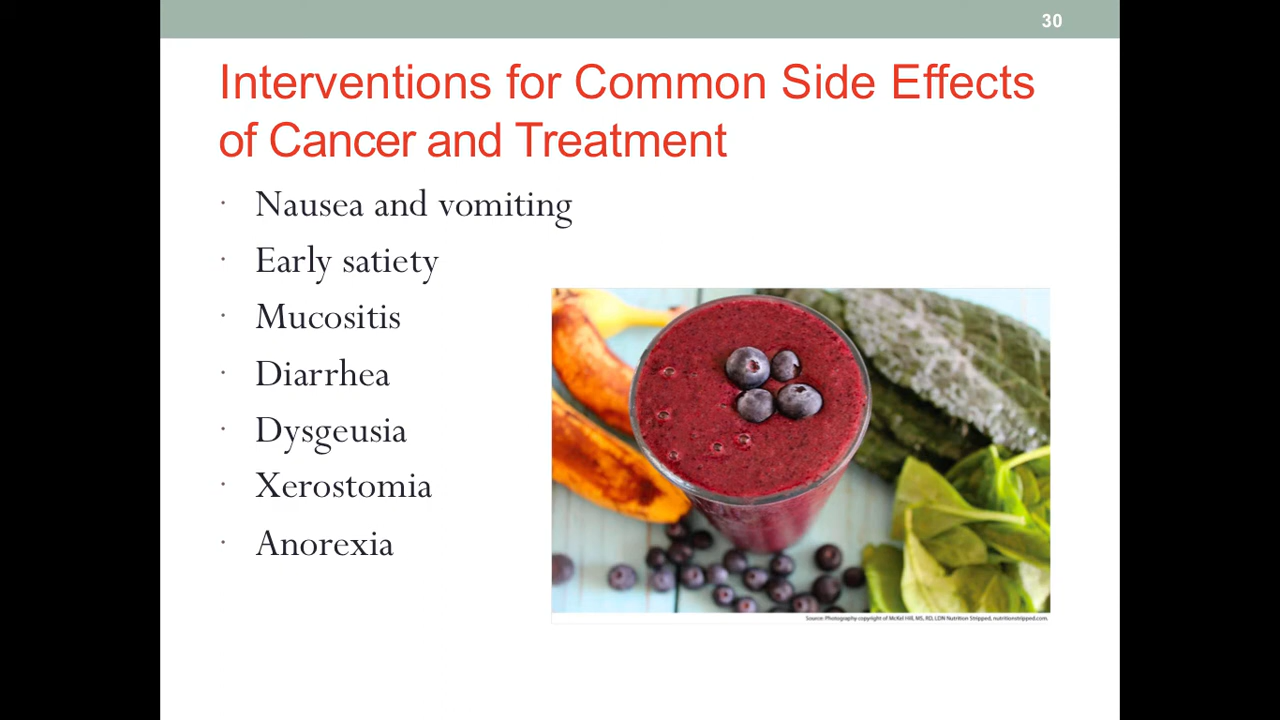 30
Interventions for Common Side Effects
of Cancer and Treatment
· Nausea and vomiting
· Early satiety
· Mucositis
· Diarrhea
· Dysgeusia
· Xerostomia
· Anorexia
Source: Photography copyright of McKel Hill, MS, RD, LDN Nutrition Stripped, nutritionstripped.com.